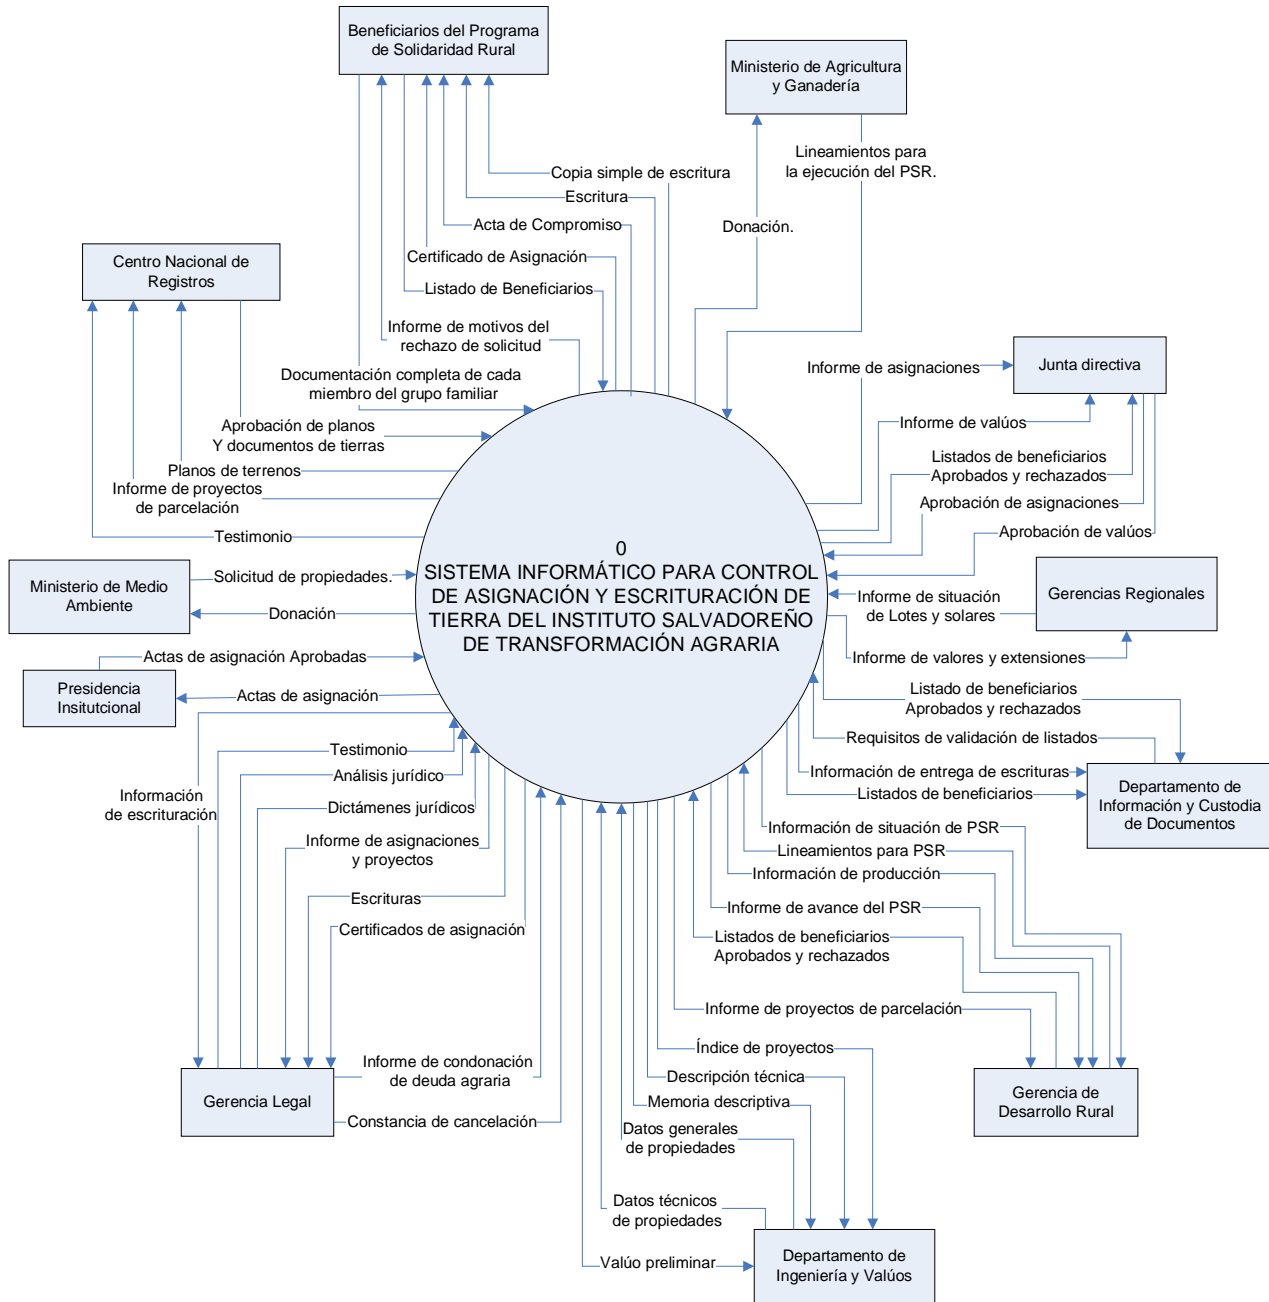 Beneficiarios del Programa
de Solidaridad Rural
Ministerio de Agricultura
y Ganadería
Lineamientos para
la ejecución del PSR.
Copia simple de escritura
Escritura
Acta de Compromiso
Donación.
Certificado de Asignación
Centro Nacional de
Registros
Listado de Beneficiarios
Informe de motivos del
rechazo de solicitud
Documentación completa de cada
miembro del grupo familiar
Informe de asignaciones
Junta directiva
Aprobación de planos
Y documentos de tierras
Informe de valúos
Planos de terrenos
Informe de proyectos
de parcelación
Listados de beneficiarios
Aprobados y rechazados
Aprobación de asignaciones
Testimonio
Aprobación de valúos
0
SISTEMA INFORMÁTICO PARA CONTROL
DE ASIGNACIÓN Y ESCRITURACIÓN DE
TIERRA DEL INSTITUTO SALVADOREÑO
DE TRANSFORMACIÓN AGRARIA
Ministerio de Medio
Ambiente
Solicitud de propiedades.
Donación
Informe de situación
de Lotes y solares
Gerencias Regionales
Actas de asignación Aprobadas
Informe de valores y extensiones
Presidencia
Insitutcional
Actas de asignación
Listado de beneficiarios
Aprobados y rechazados
Requisitos de validación de listados
Testimonio
Análisis jurídico
Información
de escrituración
Dictámenes jurídicos
Información de entrega de escrituras
Listados de beneficiarios
Departamento de
Información y Custodia
de Documentos
Informe de asignaciones
y proyectos
Información de situación de PSR
Lineamientos para PSR
Información de producción
Escrituras
Informe de avance del PSR
Certificados de asignación
Listados de beneficiarios
Aprobados y rechazados
Informe de proyectos de parcelación
Índice de proyectos
Informe de condonación
de deuda agraria
Descripción técnica
Gerencia Legal
Memoria descriptiva
Gerencia de
Desarrollo Rural
Constancia de cancelación
Datos generales
de propiedades
Datos técnicos
de propiedades
Valúo preliminar
Departamento de
Ingeniería y Valúos